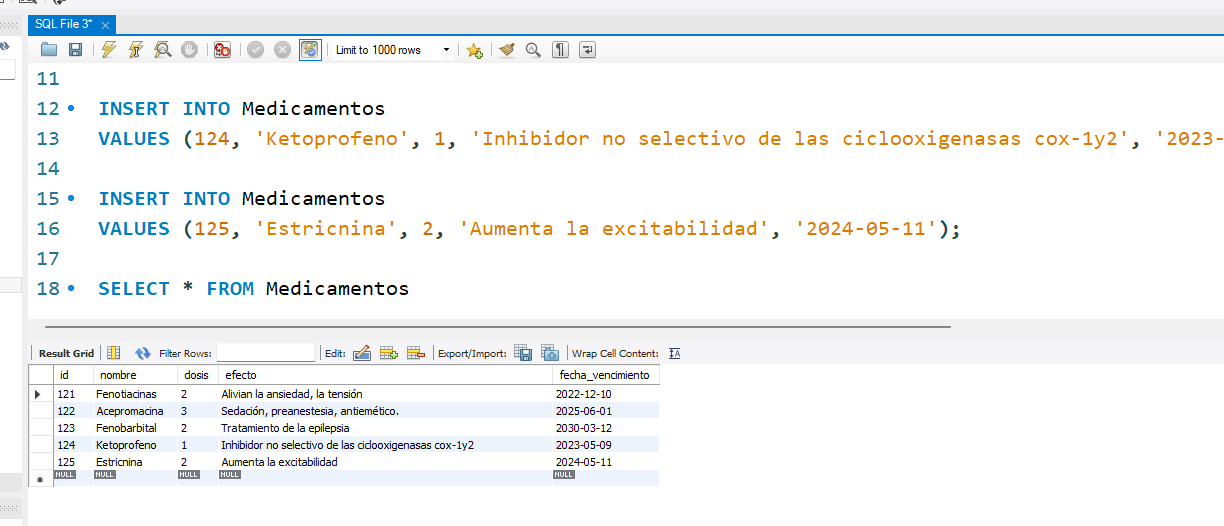 SQL File 3*
Limit to 1000 rows
11
12 INSERT INTO Medicamentos
13 VALUES (124, 'Ketoprofeno', 1, 'Inhibidor no selectivo de las ciclooxigenasas cox-1y2', '2023-
14
15 INSERT INTO Medicamentos
16 VALUES (125, 'Estricnina', 2, 'Aumenta la excitabilidad', '2024-05-11');
17
18 SELECT * FROM Medicamentos
Result Grid Filter Rows: Edit: Export/Import: Wrap Cell Content:
id nombre dosis efecto fecha_vencimiento
121 Fenotiacinas 2 Alivian la ansiedad, la tensión 2022-12-10
122 Acepromacina 3 Sedación, preanestesia, antiemético. 2025-06-01
123 Fenobarbital 2 Tratamiento de la epilepsia 2030-03-12
124 Ketoprofeno 1 Inhibidor no selectivo de las ciclooxigenasas cox-1y2 2023-05-09
125 Estricnina 2 Aumenta la excitabilidad 2024-05-11
NULL NULL NULL NULL NULL